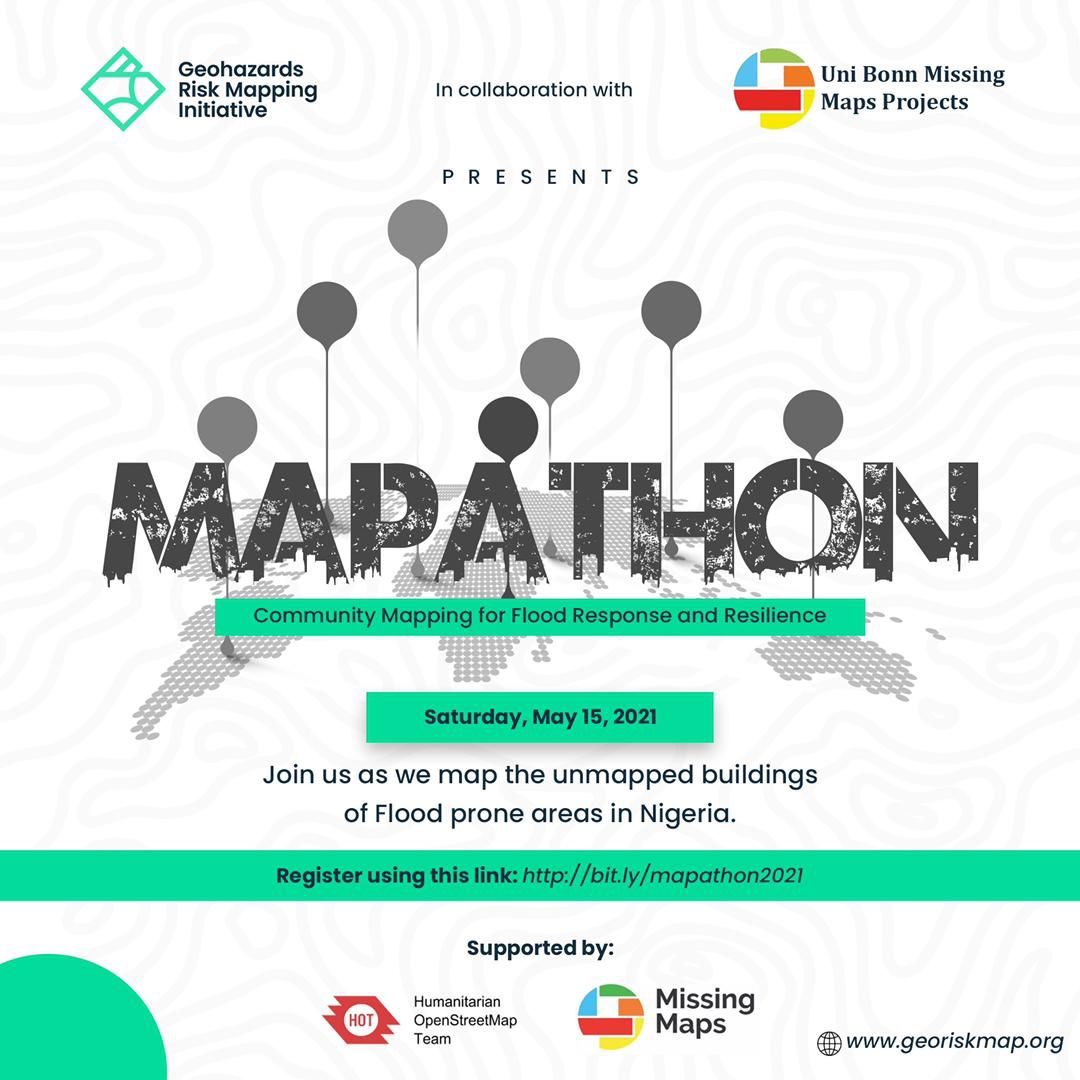 Geohazards
Risk Mapping
Initiative
In collaboration with
Uni Bonn Missing
Maps Projects
PRESENTS
MAPATHON
Community Mapping for Flood Response and Resilience
Saturday, May 15, 2021
Join us as we map the unmapped buildings
of Flood prone areas in Nigeria.
Register using this link: http://bit.ly/mapathon2021
Supported by:
HOT
Humanitarian
OpenStreetMap
Team
Missing
Maps
www.georiskmap.org